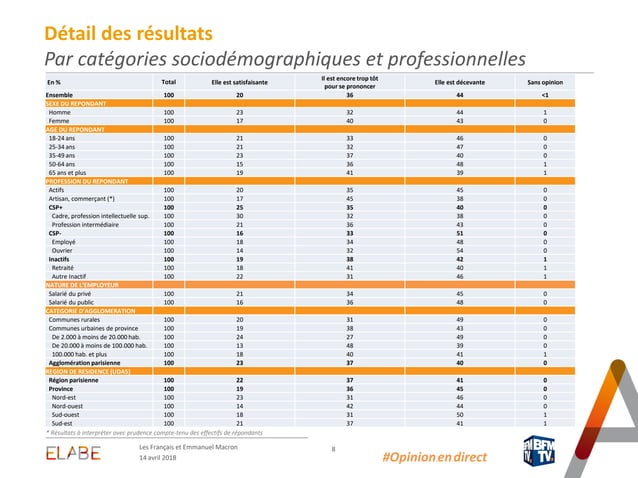 Détail des résultats
Par catégories sociodémographiques et professionnelles
En % Total Elle est satisfaisante Il est encore trop tôt pour se prononcer Elle est décevante Sans opinion
Ensemble 100 20 36 44 <1
SEXE DU REPONDANT
Homme 100 23 32 44 1
Femme 100 17 40 43 0
AGE DU REPONDANT
18-24 ans 100 21 33 46 0
25-34 ans 100 21 32 47 0
35-49 ans 100 23 37 40 0
50-64 ans 100 15 36 48 1
65 ans et plus 100 19 41 39 1
PROFESSION DU REPONDANT
Actifs 100 20 35 45 0
Artisan, commerçant (*) 100 17 45 38 0
CSP+ 100 25 35 40 0
Cadre, profession intellectuelle sup. 100 30 32 38 0
Profession intermédiaire 100 21 36 43 0
CSP- 100 16 33 51 0
Employé 100 18 34 48 0
Ouvrier 100 14 32 54 0
Inactifs 100 19 38 42 1
Retraité 100 18 41 40 1
Autre Inactif 100 22 31 46 1
NATURE DE L'EMPLOYEUR
Salarié du privé 100 21 34 45 0
Salarié du public 100 16 36 48 0
CATEGORIE D'AGGLOMERATION
Communes rurales 100 20 31 49 0
Communes urbaines de province 100 19 38 43 0
De 2.000 à moins de 20.000 hab. 100 24 27 49 0
De 20.000 à moins de 100.000 hab. 100 13 48 39 0
100.000 hab. et plus 100 18 40 41 1
Agglomération parisienne 100 23 37 40 0
REGION DE RESIDENCE (UDA5)
Région parisienne 100 22 37 41 0
Province 100 19 36 45 0
Nord-est 100 23 31 46 0
Nord-ouest 100 14 42 44 0
Sud-ouest 100 18 31 50 1
Sud-est 100 21 37 41 1
* Résultats à interpréter avec prudence compte-tenu des effectifs de répondants
ELABE
Les Français et Emmanuel Macron
14 avril 2018
8
#Opinion en direct
BFM
TV.